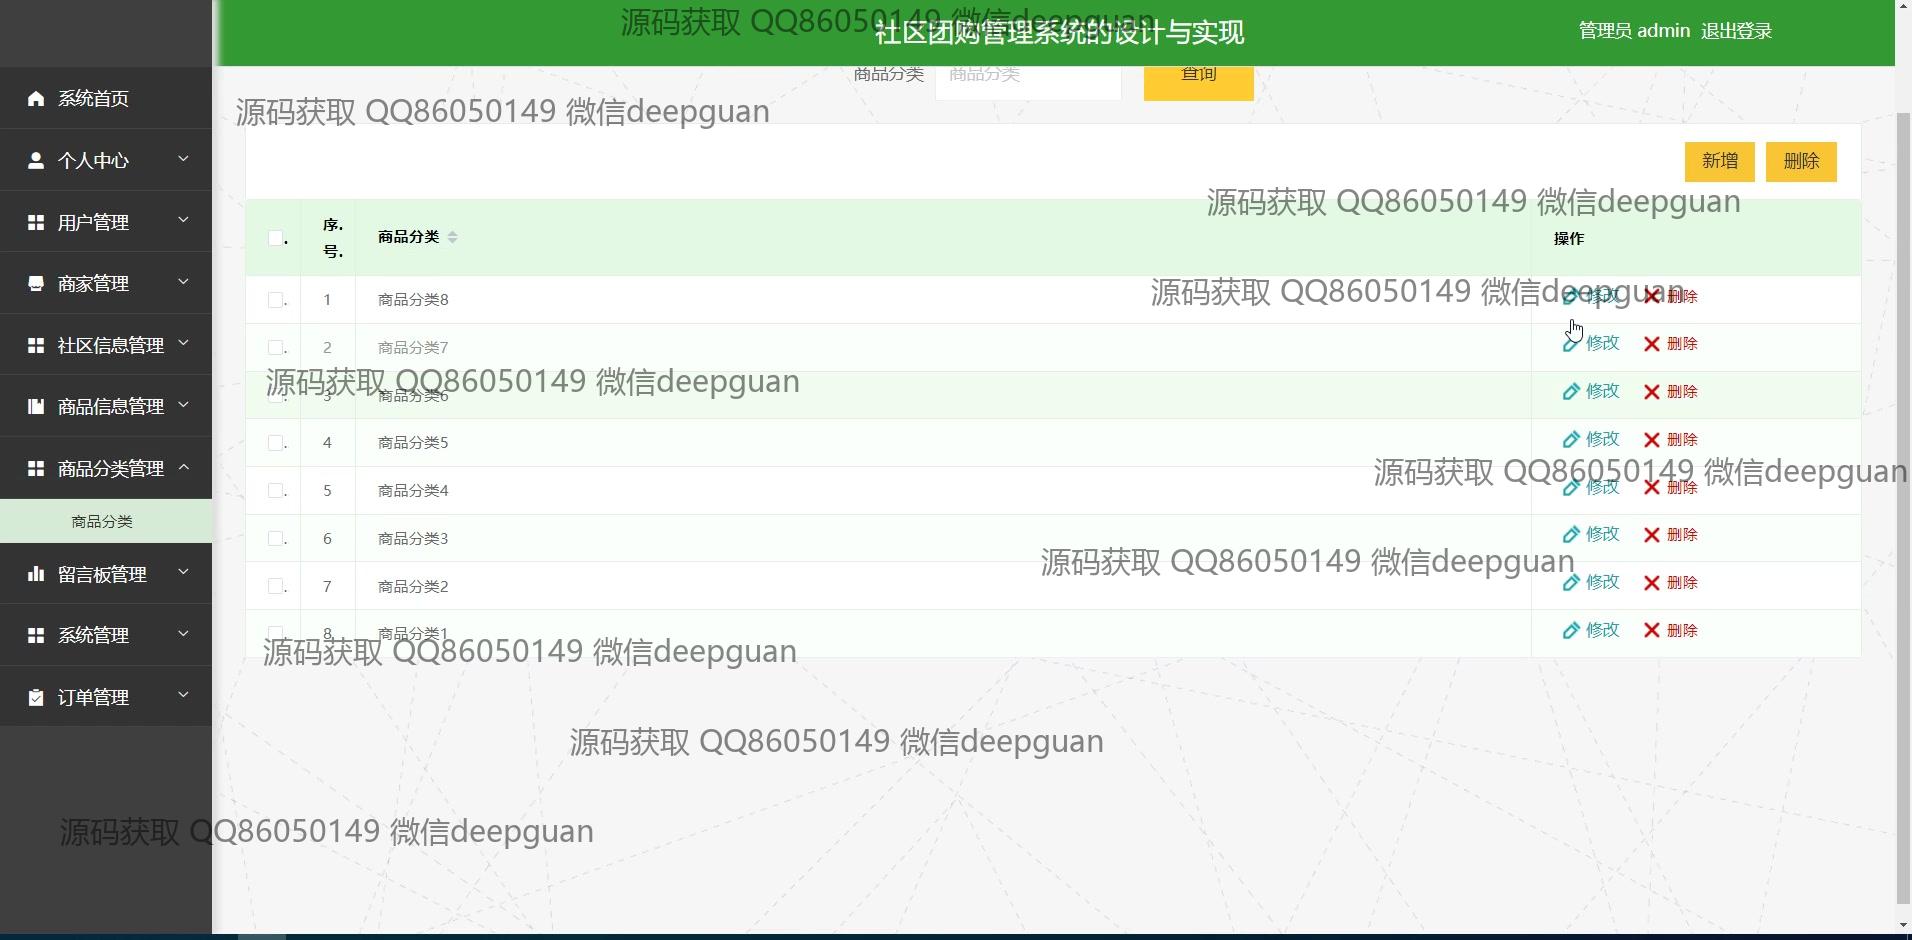 源码获取 QQ86050149 微信deepguan
社区团购管理系统的设计与实现
管理员 admin 退出登录
商品分类 商品分类 查询
系统首页
源码获取 QQ86050149 微信deepguan
个人中心
新增 删除
源码获取 QQ86050149 微信deepguan
用户管理
序. 号. 商品分类 操作
商家管理
源码获取 QQ86050149 微信deepguan
1 商品分类8 修改 删除
社区信息管理
2 商品分类7 修改 删除
源码获取 QQ86050149 微信deepguan
3 商品分类6 修改 删除
商品信息管理
4 商品分类5 修改 删除
商品分类管理
源码获取 QQ86050149 微信deepguan
5 商品分类4 修改 删除
商品分类
6 商品分类3 修改 删除
源码获取 QQ86050149 微信deepguan
留言板管理
7 商品分类2 修改 删除
系统管理
8 商品分类1 修改 删除
源码获取 QQ86050149 微信deepguan
订单管理
源码获取 QQ86050149 微信deepguan
源码获取 QQ86050149 微信deepguan